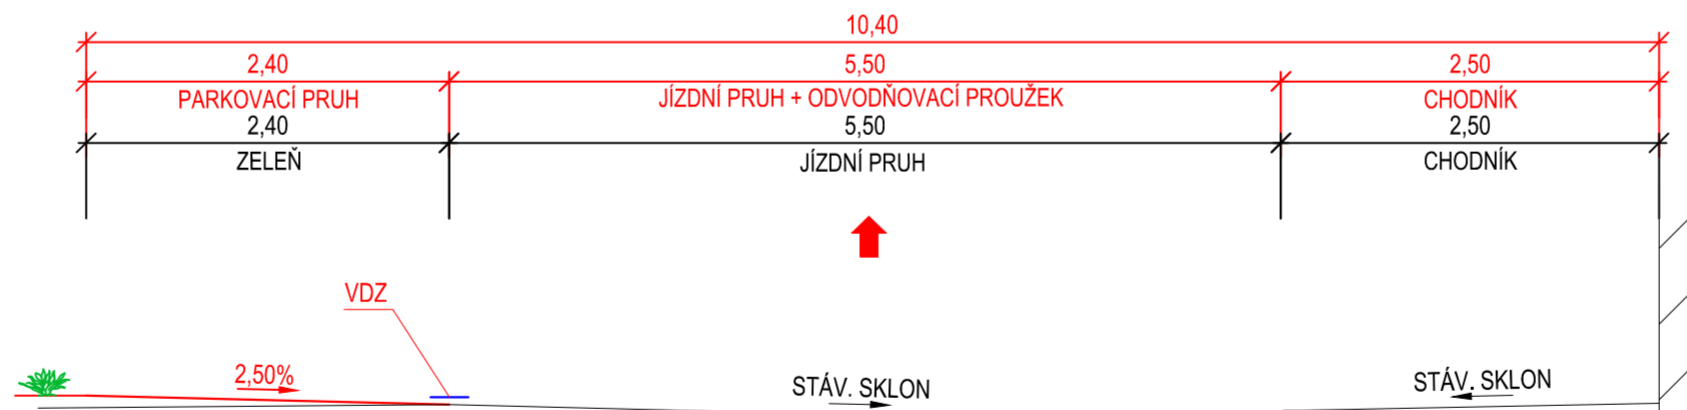 10,40
2,40 5,50 2,50
PARKOVACÍ PRUH JÍZDNÍ PRUH + ODVODŇOVACÍ PROUŽEK CHODNÍK
2,40 5,50 2,50
ZELEŇ JÍZDNÍ PRUH CHODNÍK
VDZ
2,50% STÁV. SKLON STÁV. SKLON